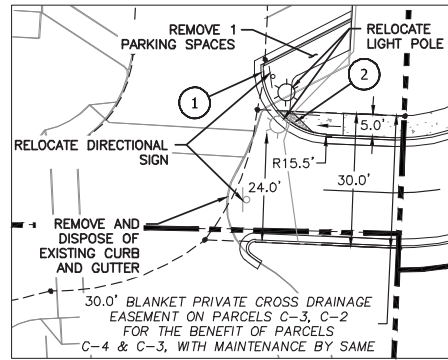 REMOVE 1
PARKING SPACES
RELOCATE
LIGHT POLE
1
2
RELOCATE DIRECTIONAL
SIGN
5.0'
R15.5'
24.0'
30.0'
REMOVE AND
DISPOSE OF
EXISTING CURB
AND GUTTER
30.0' BLANKET PRIVATE CROSS DRAINAGE
EASEMENT ON PARCELS C-3, C-2
FOR THE BENEFIT OF PARCELS
C-4 & C-3, WITH MAINTENANCE BY SAME